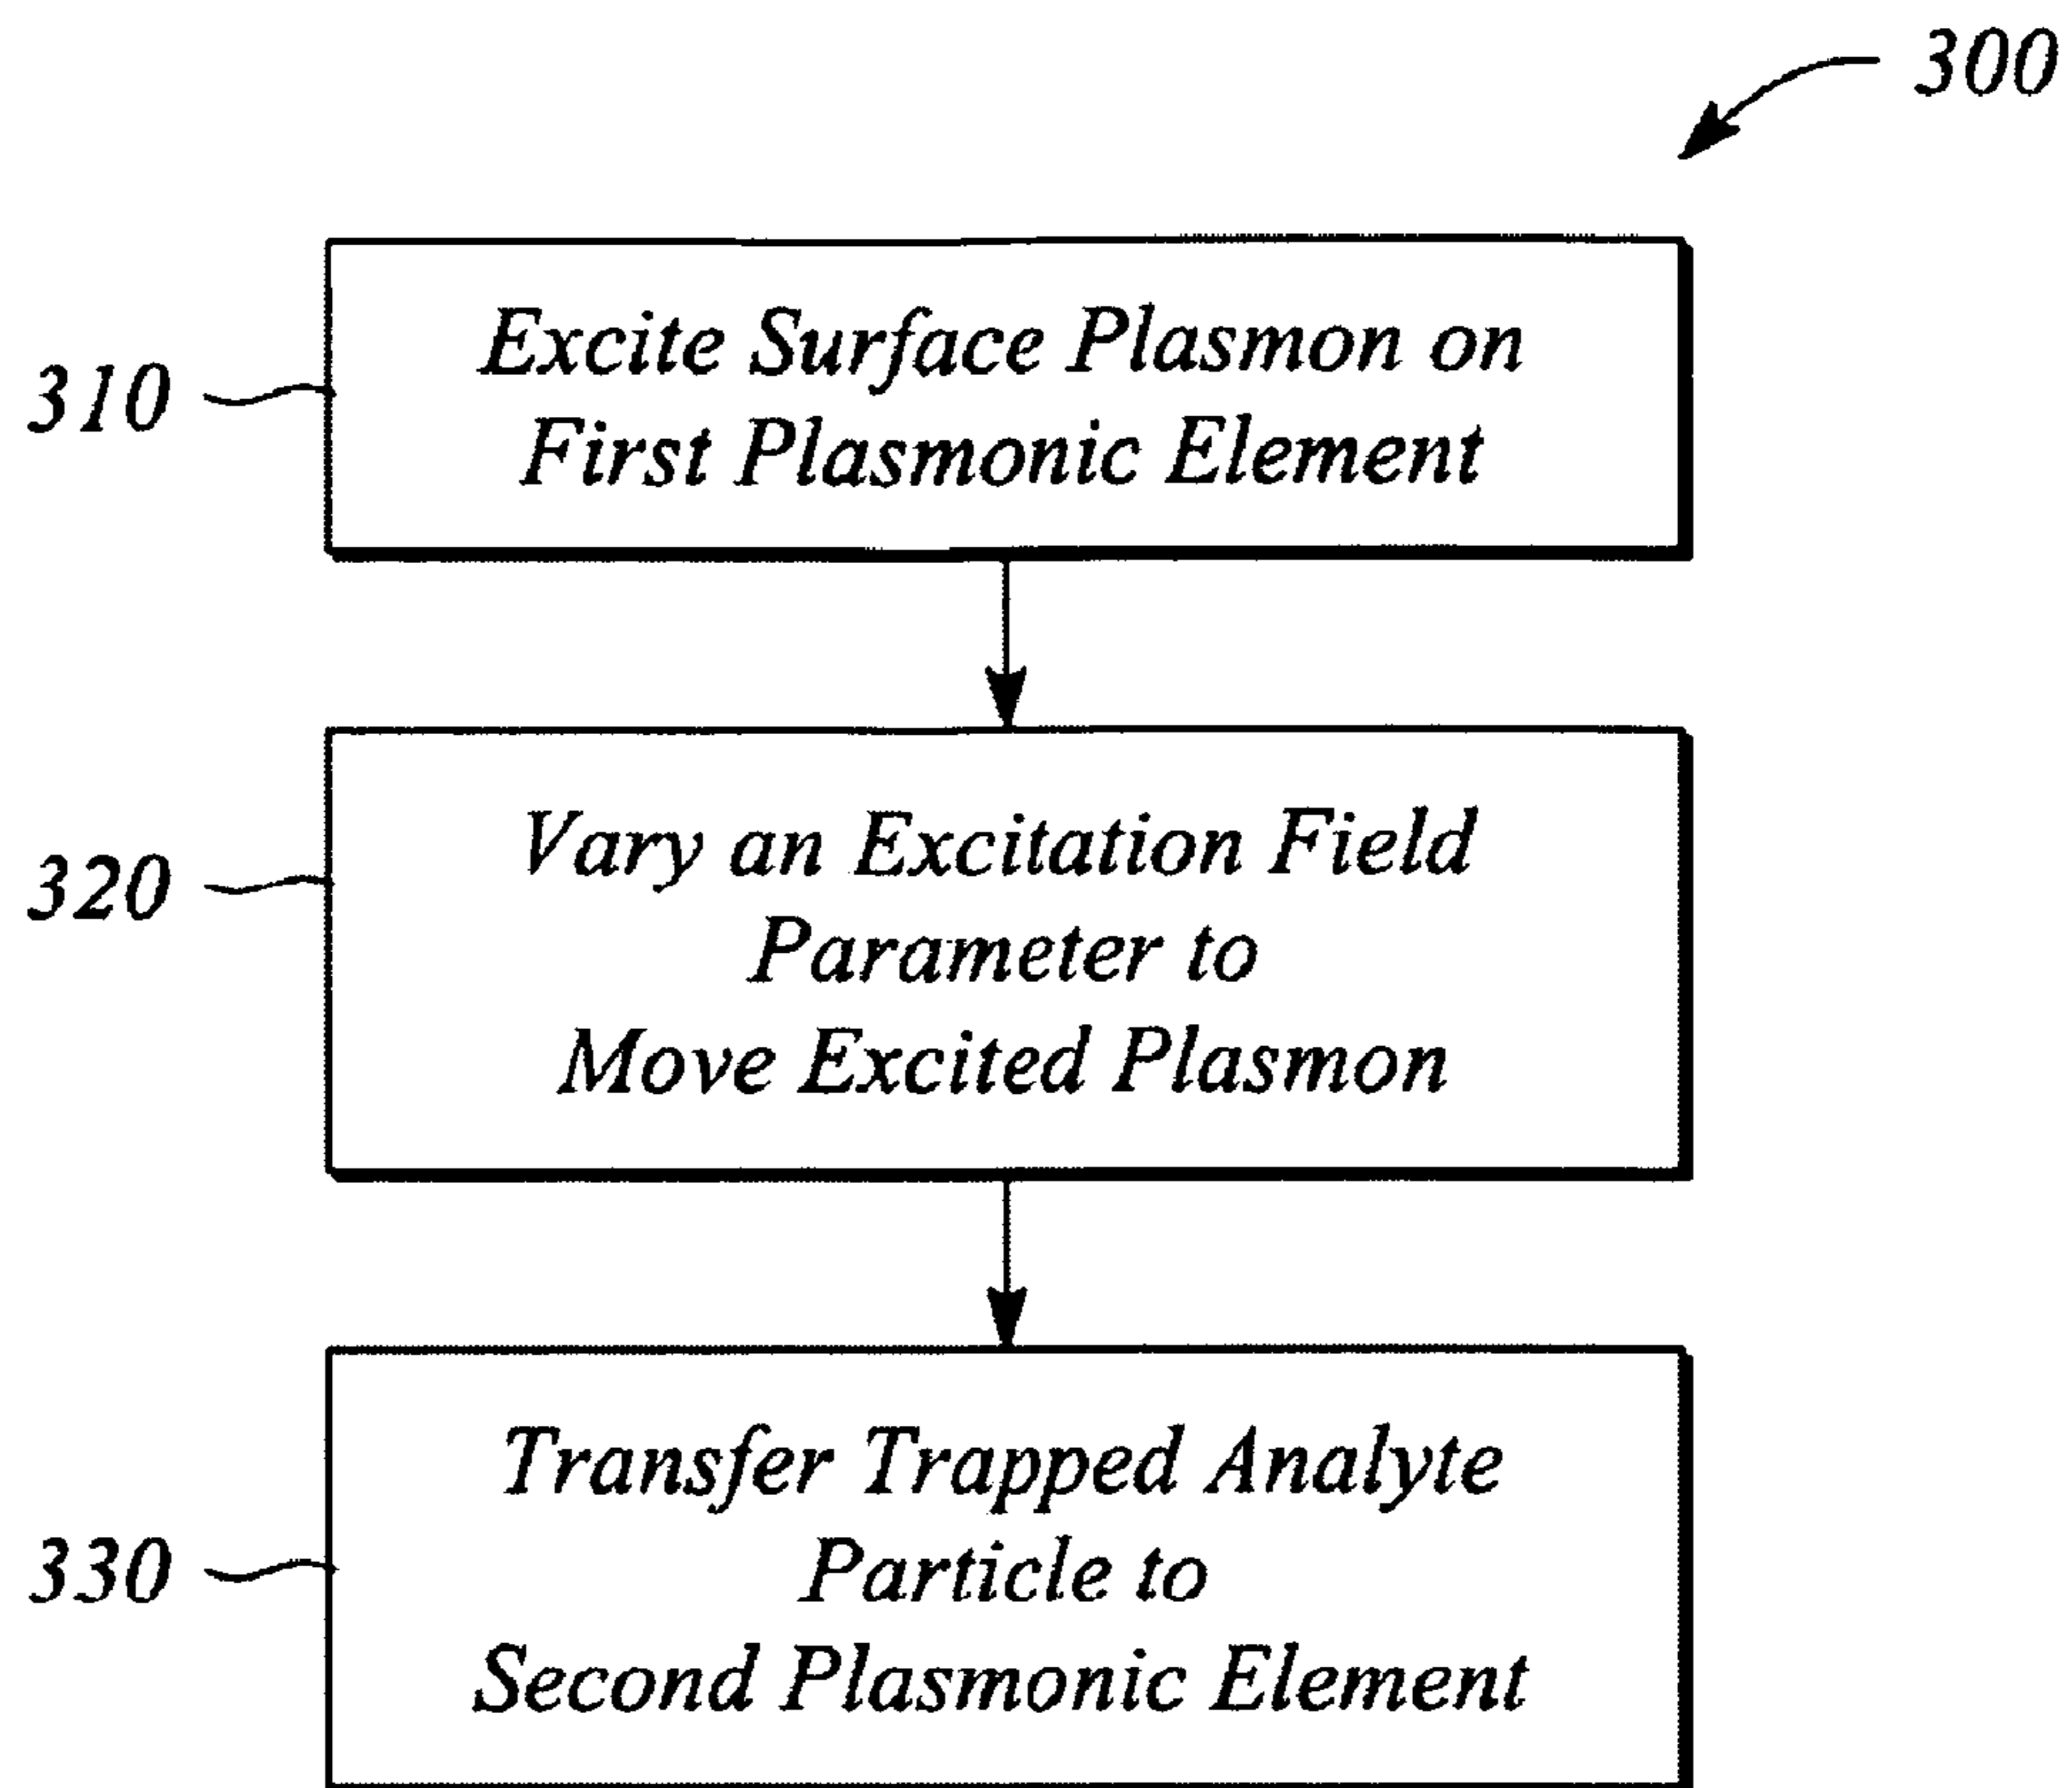 300
310
Excite Surface Plasmon on
First Plasmonic Element
320
Vary an Excitation Field
Parameter to
Move Excited Plasmon
330
Transfer Trapped Analyte
Particle to
Second Plasmonic Element